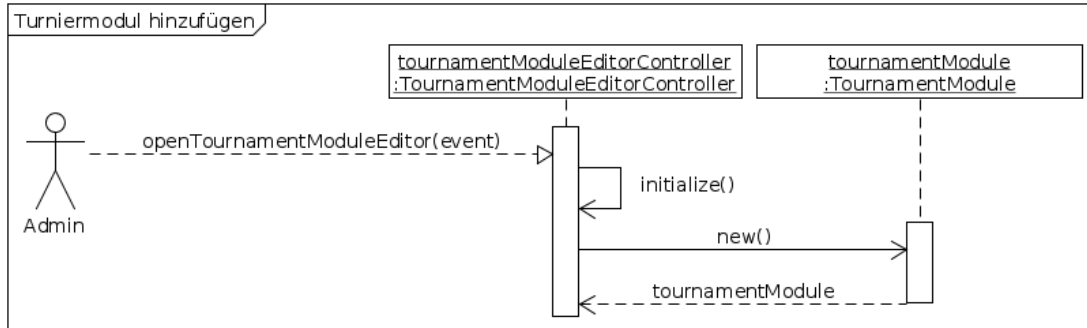 Turniermodul hinzufügen
tournamentModuleEditorController
:TournamentModuleEditorController
tournamentModule
:TournamentModule
openTournamentModuleEditor(event)
initialize()
Admin
new()
tournamentModule